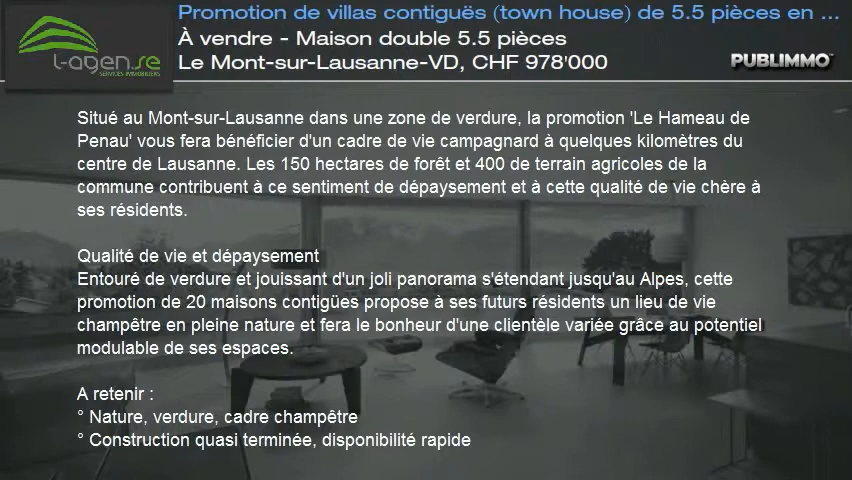 Promotion de villas contiguës (town house) de 5.5 pièces en ...
À vendre - Maison double 5.5 pièces
Le Mont-sur-Lausanne-VD, CHF 978'000
l-agen.se
SERVICES IMMOBILIERS
PUBLIMMO
Situé au Mont-sur-Lausanne dans une zone de verdure, la promotion 'Le Hameau de
Penau' vous fera bénéficier d'un cadre de vie campagnard à quelques kilomètres du
centre de Lausanne. Les 150 hectares de forêt et 400 de terrain agricoles de la
commune contribuent à ce sentiment de dépaysement et à cette qualité de vie chère à
ses résidents.
Qualité de vie et dépaysement
Entouré de verdure et jouissant d'un joli panorama s'étendant jusqu'au Alpes, cette
promotion de 20 maisons contigües propose à ses futurs résidents un lieu de vie
champêtre en pleine nature et fera le bonheur d'une clientèle variée grâce au potentiel
modulable de ses espaces.
A retenir :
° Nature, verdure, cadre champêtre
° Construction quasi terminée, disponibilité rapide